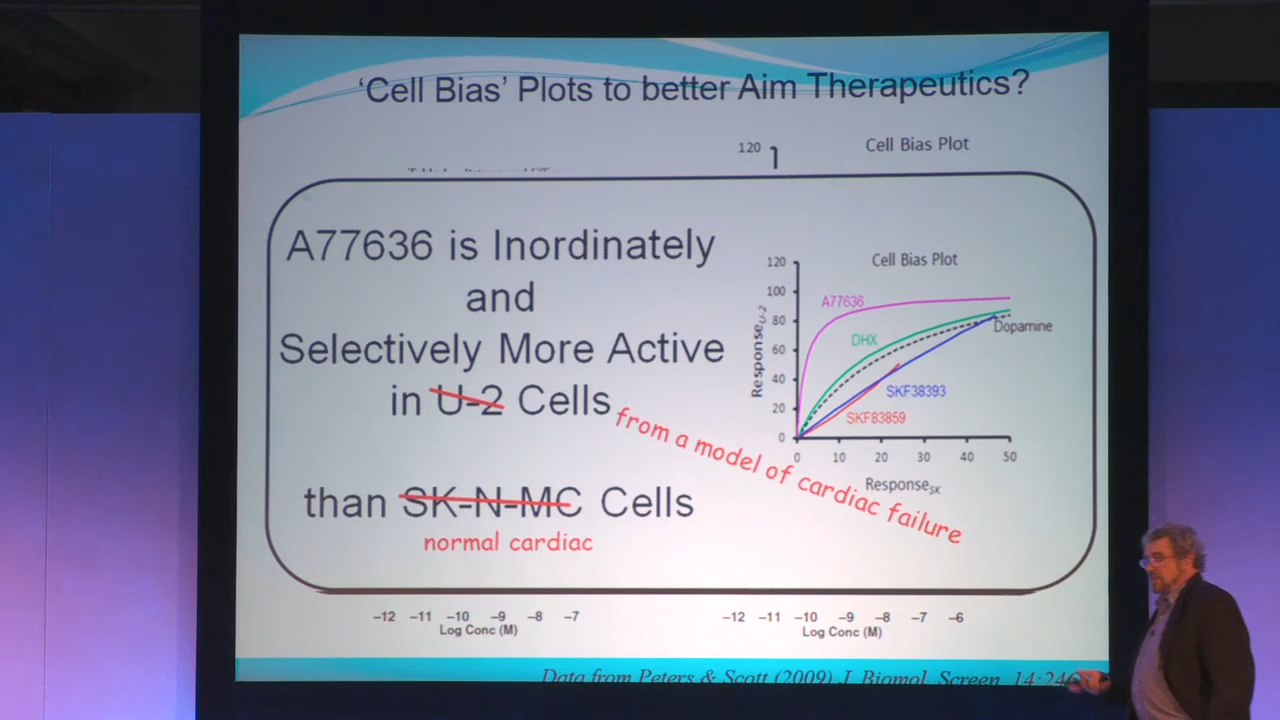 ‘Cell Bias’ Plots to better Aim Therapeutics?
120
Cell Bias Plot
A77636 is Inordinately
and
Selectively More Active
in U-2 Cells
from a model of cardiac failure
than SK-N-MC Cells
normal cardiac
Cell Bias Plot
120
100
80
60
40
20
0
Response U-2
A77636
DHX
Dopamine
SKF38393
SKF83859
0 10 20 30 40 50
Response SK
–12 –11 –10 –9 –8 –7
Log Conc (M)
–12 –11 –10 –9 –8 –7 –6
Log Conc (M)
Data from Peters & Scott (2009) J. Biomol. Screen. 14:246